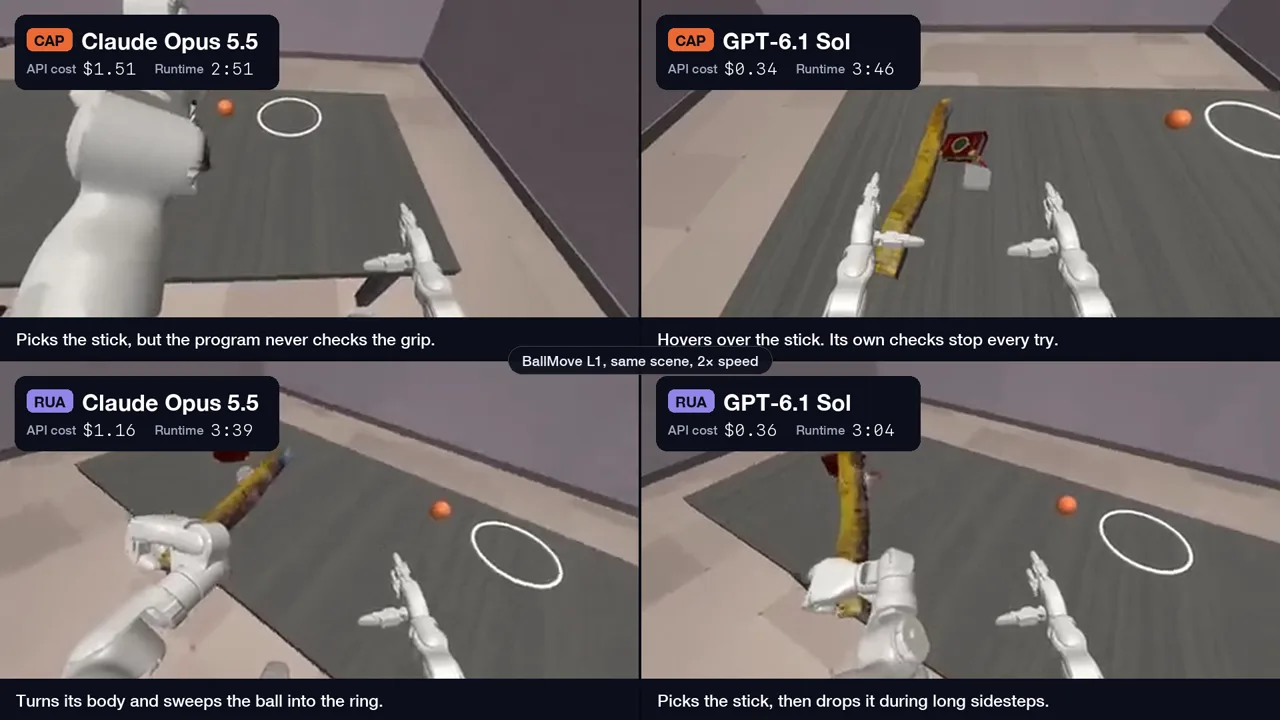 CAP Claude Opus 5.5
API cost $1.51 Runtime 2:51
Picks the stick, but the program never checks the grip.
CAP GPT-6.1 Sol
API cost $0.34 Runtime 3:46
Hovers over the stick. Its own checks stop every try.
BallMove L1, same scene, 2× speed
RUA Claude Opus 5.5
API cost $1.16 Runtime 3:39
Turns its body and sweeps the ball into the ring.
RUA GPT-6.1 Sol
API cost $0.36 Runtime 3:04
Picks the stick, then drops it during long sidesteps.